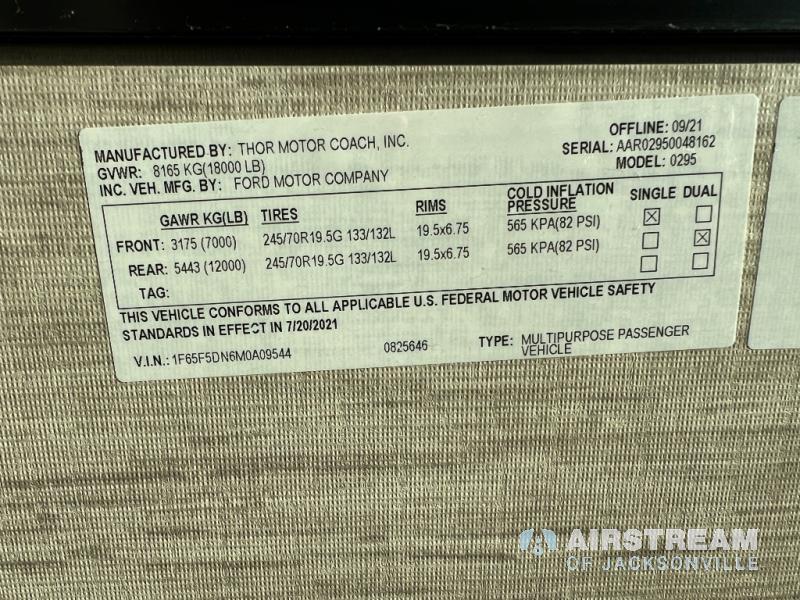 MANUFACTURED BY: THOR MOTOR COACH, INC. OFFLINE: 09/21
GVWR: 8165 KG(18000 LB) SERIAL: AAR02950048162
INC. VEH. MFG. BY: FORD MOTOR COMPANY MODEL: 0295
GAWR KG(LB) TIRES RIMS COLD INFLATION PRESSURE SINGLE DUAL
FRONT: 3175 (7000) 245/70R19.5G 133/132L 19.5x6.75 565 KPA(82 PSI) ☒ ☐
REAR: 5443 (12000) 245/70R19.5G 133/132L 19.5x6.75 565 KPA(82 PSI) ☐ ☒
TAG: ☐ ☐
THIS VEHICLE CONFORMS TO ALL APPLICABLE U.S. FEDERAL MOTOR VEHICLE SAFETY
STANDARDS IN EFFECT IN 7/20/2021
V.I.N.: 1F65F5DN6M0A09544 0825646 TYPE: MULTIPURPOSE PASSENGER
VEHICLE
AIRSTREAM
OF JACKSONVILLE